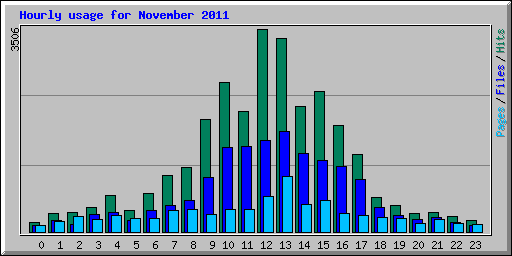 Hourly usage for November 2011
3506
Pages / Files / Hits
0 1 2 3 4 5 6 7 8 9 10 11 12 13 14 15 16 17 18 19 20 21 22 23